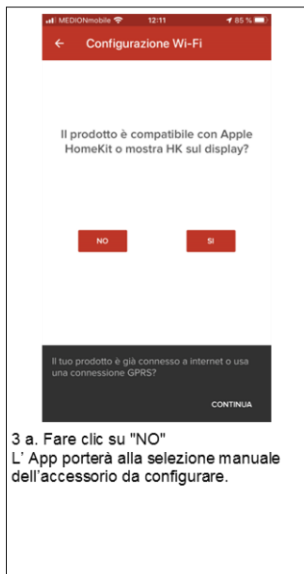 MEDIONmobile 12:11 85 %
← Configurazione Wi-Fi
Il prodotto è compatibile con Apple
HomeKit o mostra HK sul display?
NO SI
Il tuo prodotto è già connesso a internet o usa
una connessione GPRS?
CONTINUA
3 a. Fare clic su "NO"
L' App porterà alla selezione manuale
dell'accessorio da configurare.